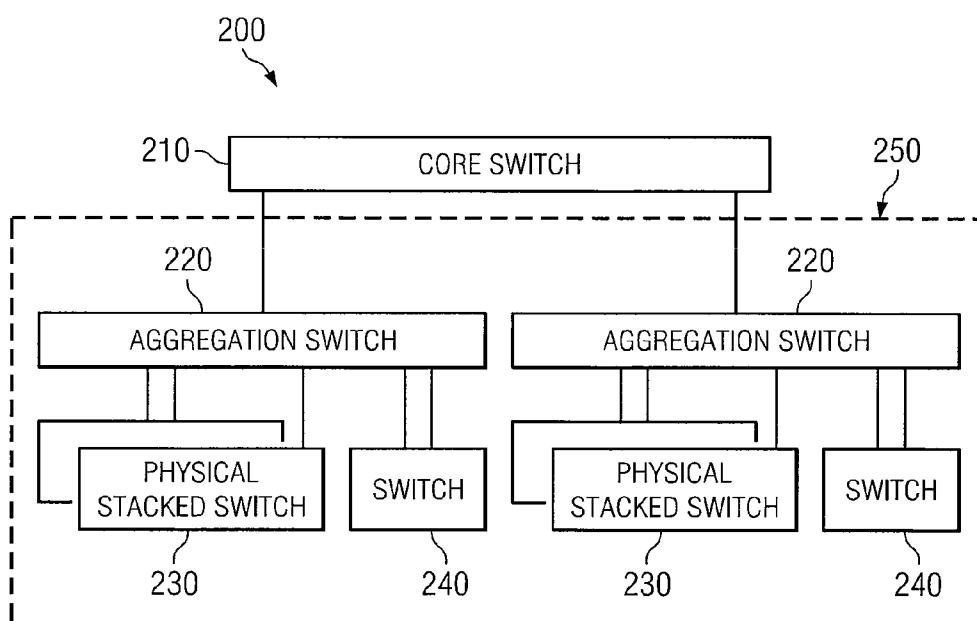 200
210
CORE SWITCH
250
220
220
AGGREGATION SWITCH
AGGREGATION SWITCH
PHYSICAL
STACKED SWITCH
SWITCH
PHYSICAL
STACKED SWITCH
SWITCH
230
240
230
240